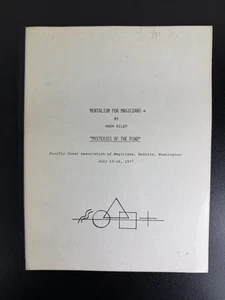 MENTALISM FOR MAGICIANS -
BY
HUGH RILEY
"MYSTERIES OF THE MIND"
Pacific Coast Association of Magicians, Seattle, Washington
July 13-16, 1977